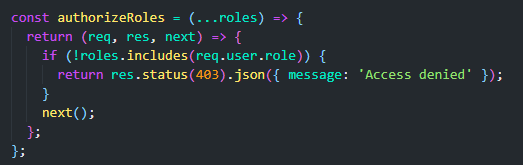 const authorizeRoles = (...roles) => {
  return (req, res, next) => {
    if (!roles.includes(req.user.role)) {
      return res.status(403).json({ message: 'Access denied' });
    }
    next();
  };
};